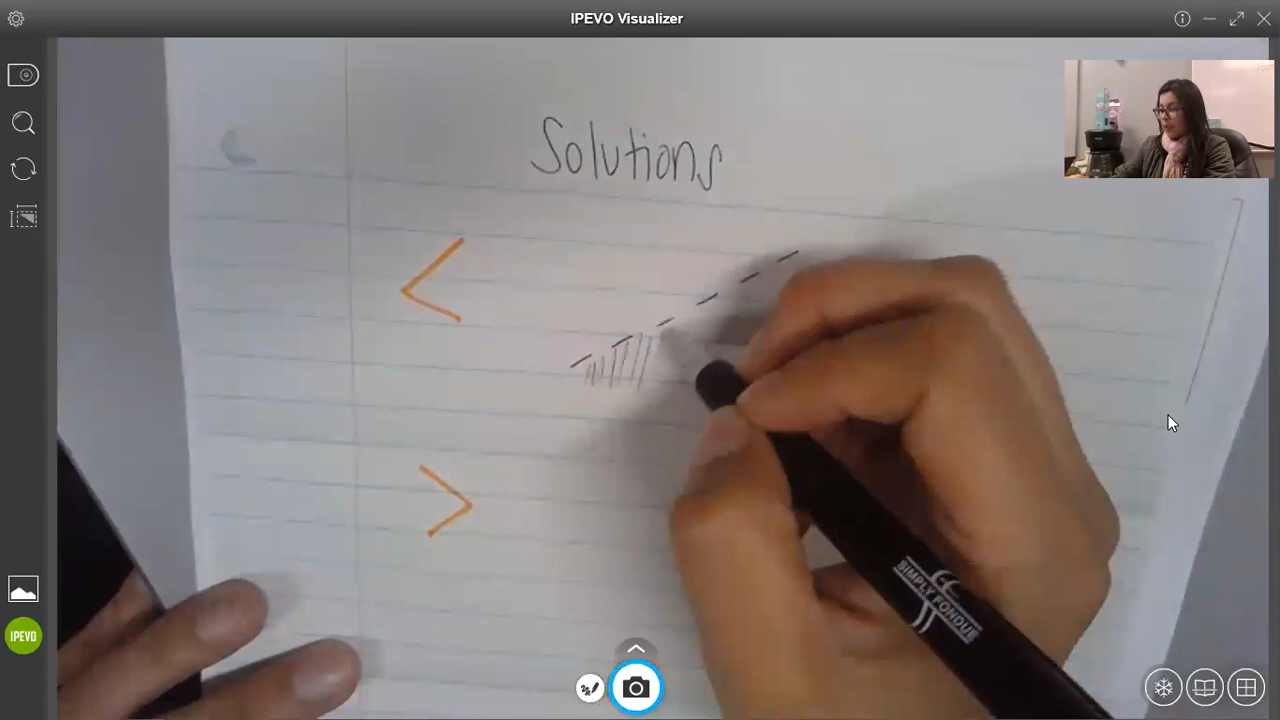 IPEVO Visualizer
Solutions
<
>
SIMPLY FONDUE
IPEVO